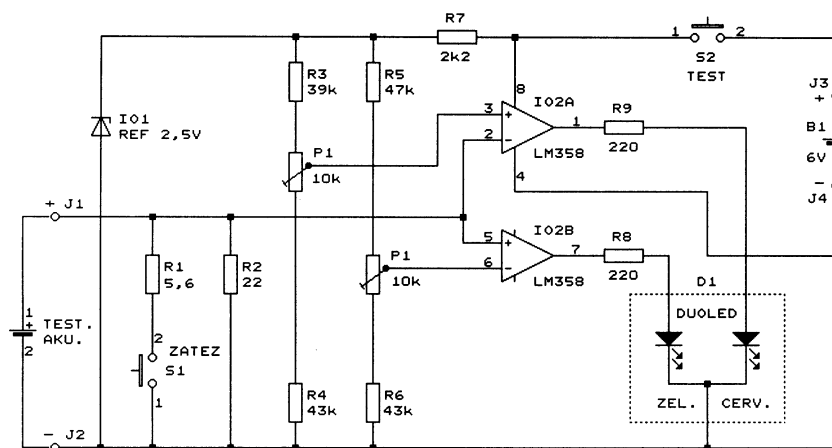 R7
2k2
1
2
S2
TEST
J3
+
B1
6V
-
J4
R3
39k
R5
47k
8
IO2A
3
+
2
-
1
LM358
4
R9
220
IO1
REF 2,5V
P1
10k
+ J1
R1
5,6
R2
22
IO2B
5
+
6
-
7
LM358
R8
220
P1
10k
D1
DUOLED
ZEL.
CERV.
1
+
2
TEST.
AKU.
2
ZATEZ
S1
1
R4
43k
R6
43k
- J2